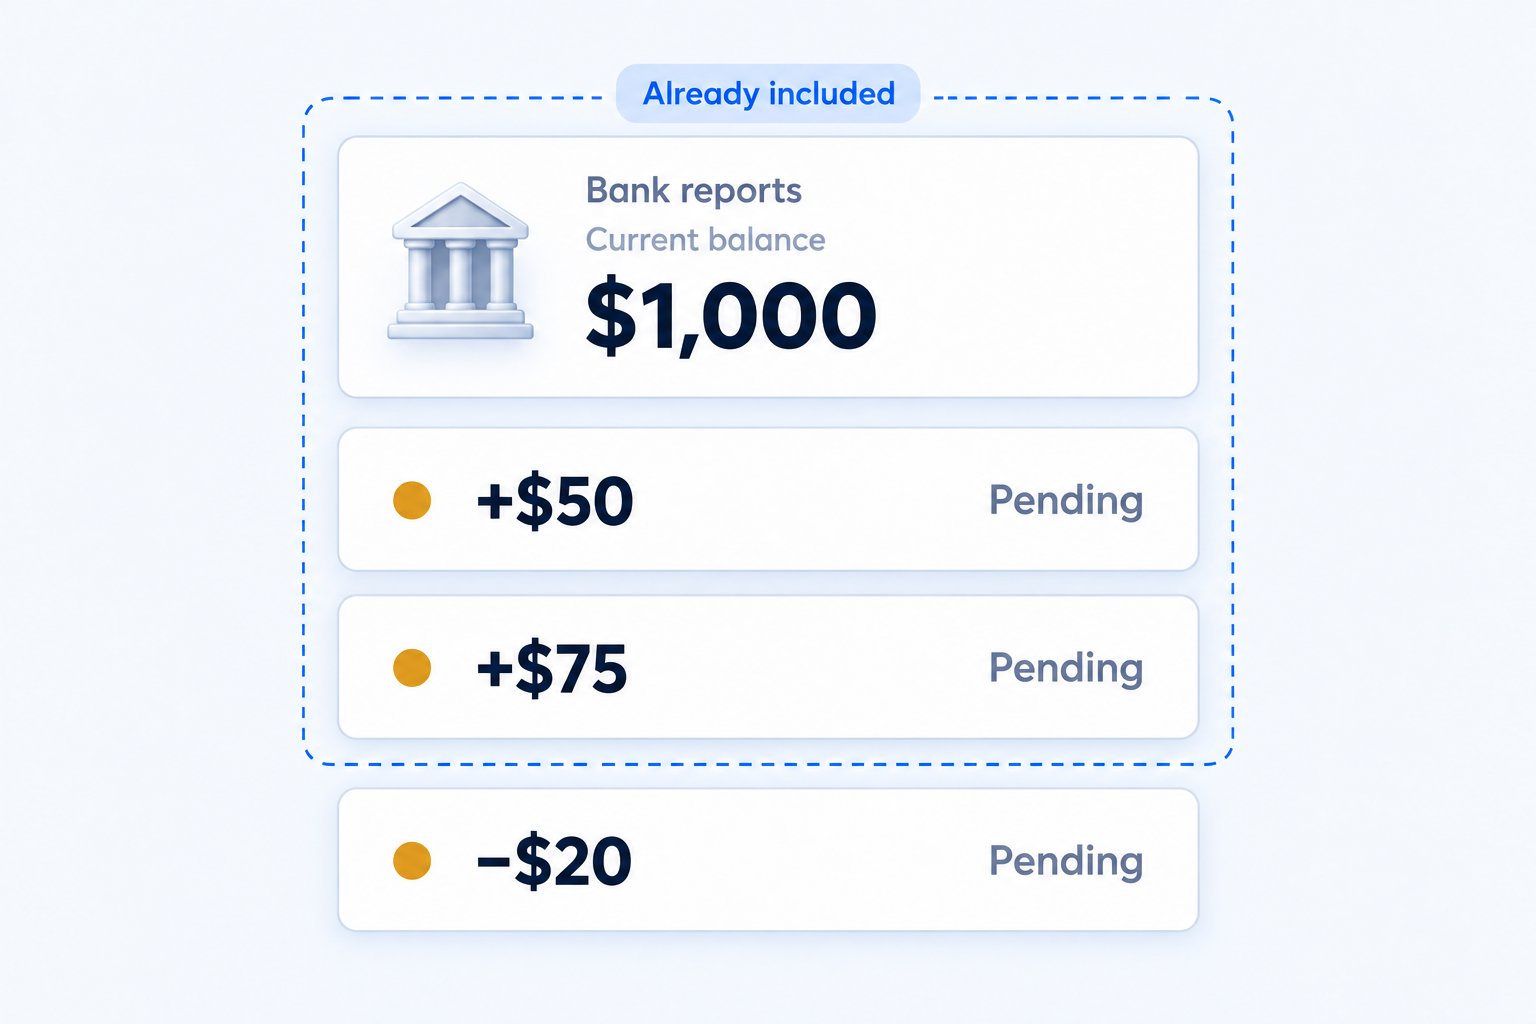 Already included
Bank reports
Current balance
$1,000
+$50 Pending
+$75 Pending
−$20 Pending